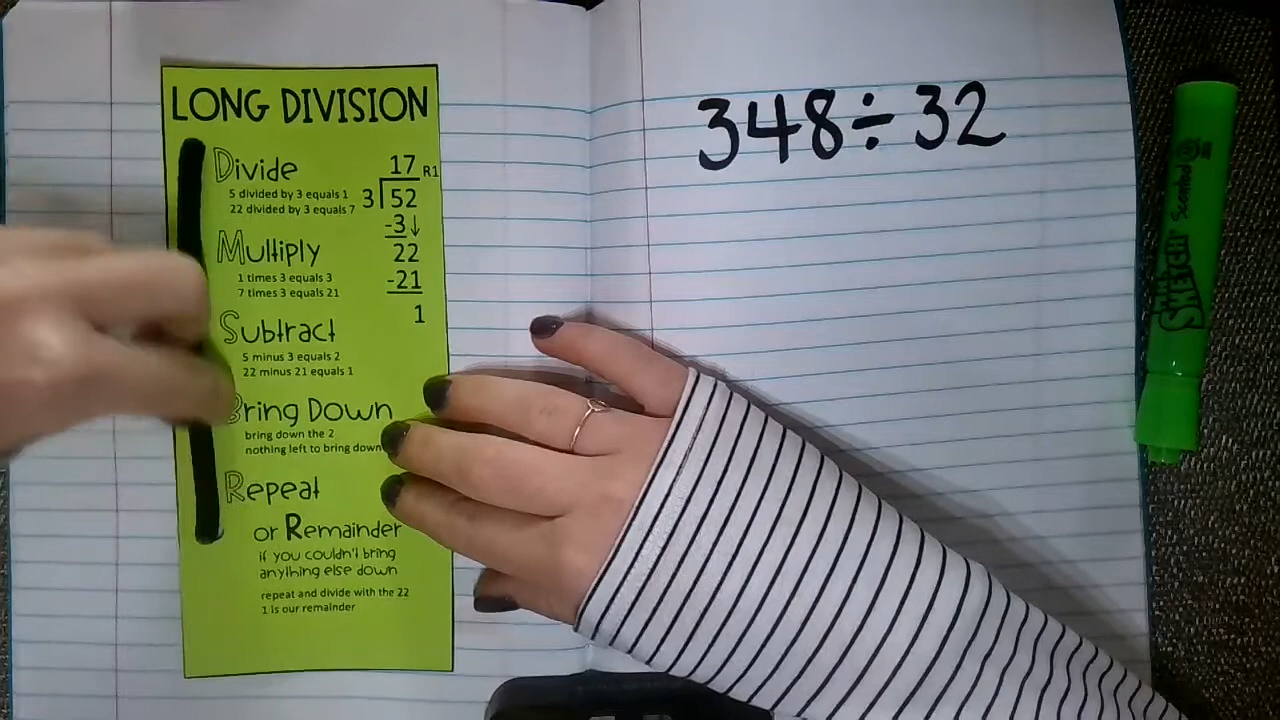 LONG DIVISION
Divide
5 divided by 3 equals 1
22 divided by 3 equals 7
17 R1
3 52
-3↓
22
-21
1
Multiply
1 times 3 equals 3
7 times 3 equals 21
Subtract
5 minus 3 equals 2
22 minus 21 equals 1
Bring Down
bring down the 2
nothing left to bring down
Repeat
or Remainder
if you couldn't bring
anything else down
repeat and divide with the 22
1 is our remainder
348÷32
MR. SKETCH Scented